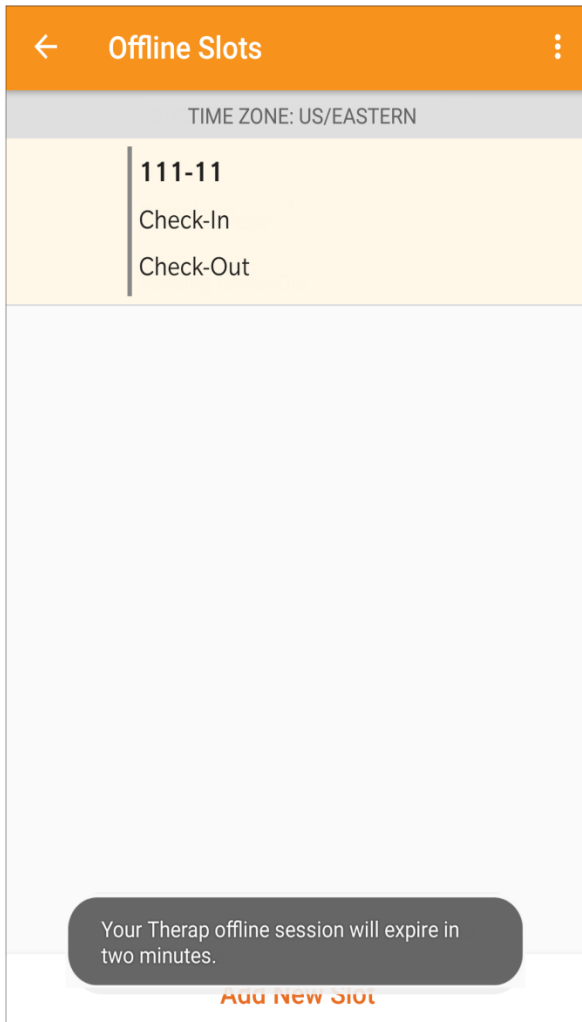 Offline Slots
TIME ZONE: US/EASTERN
111-11
Check-In
Check-Out
Your Therap offline session will expire in
two minutes.
Add New Slot